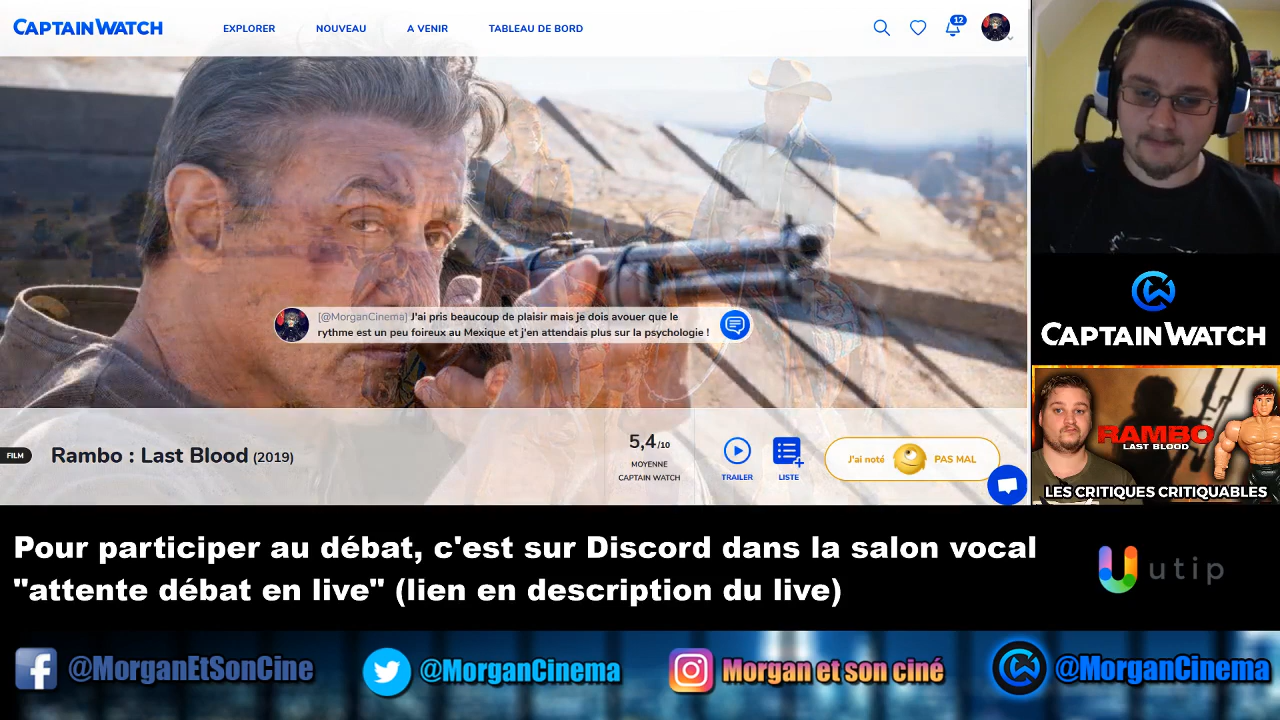 CAPTAINWATCH
EXPLORER
NOUVEAU
A VENIR
TABLEAU DE BORD
12
[@MorganCinema] J'ai pris beaucoup de plaisir mais je dois avouer que le
rythme est un peu foireux au Mexique et j'en attendais plus sur la psychologie !
FILM
Rambo : Last Blood (2019)
5,4/10
MOYENNE
CAPTAIN WATCH
TRAILER
LISTE
J'ai noté
PAS MAL
CAPTAINWATCH
RAMBO
LAST BLOOD
LES CRITIQUES CRITIQUABLES
Pour participer au débat, c'est sur Discord dans la salon vocal
"attente débat en live" (lien en description du live)
utip
@MorganEtSonCine
@MorganCinema
Morgan et son ciné
@MorganCinema